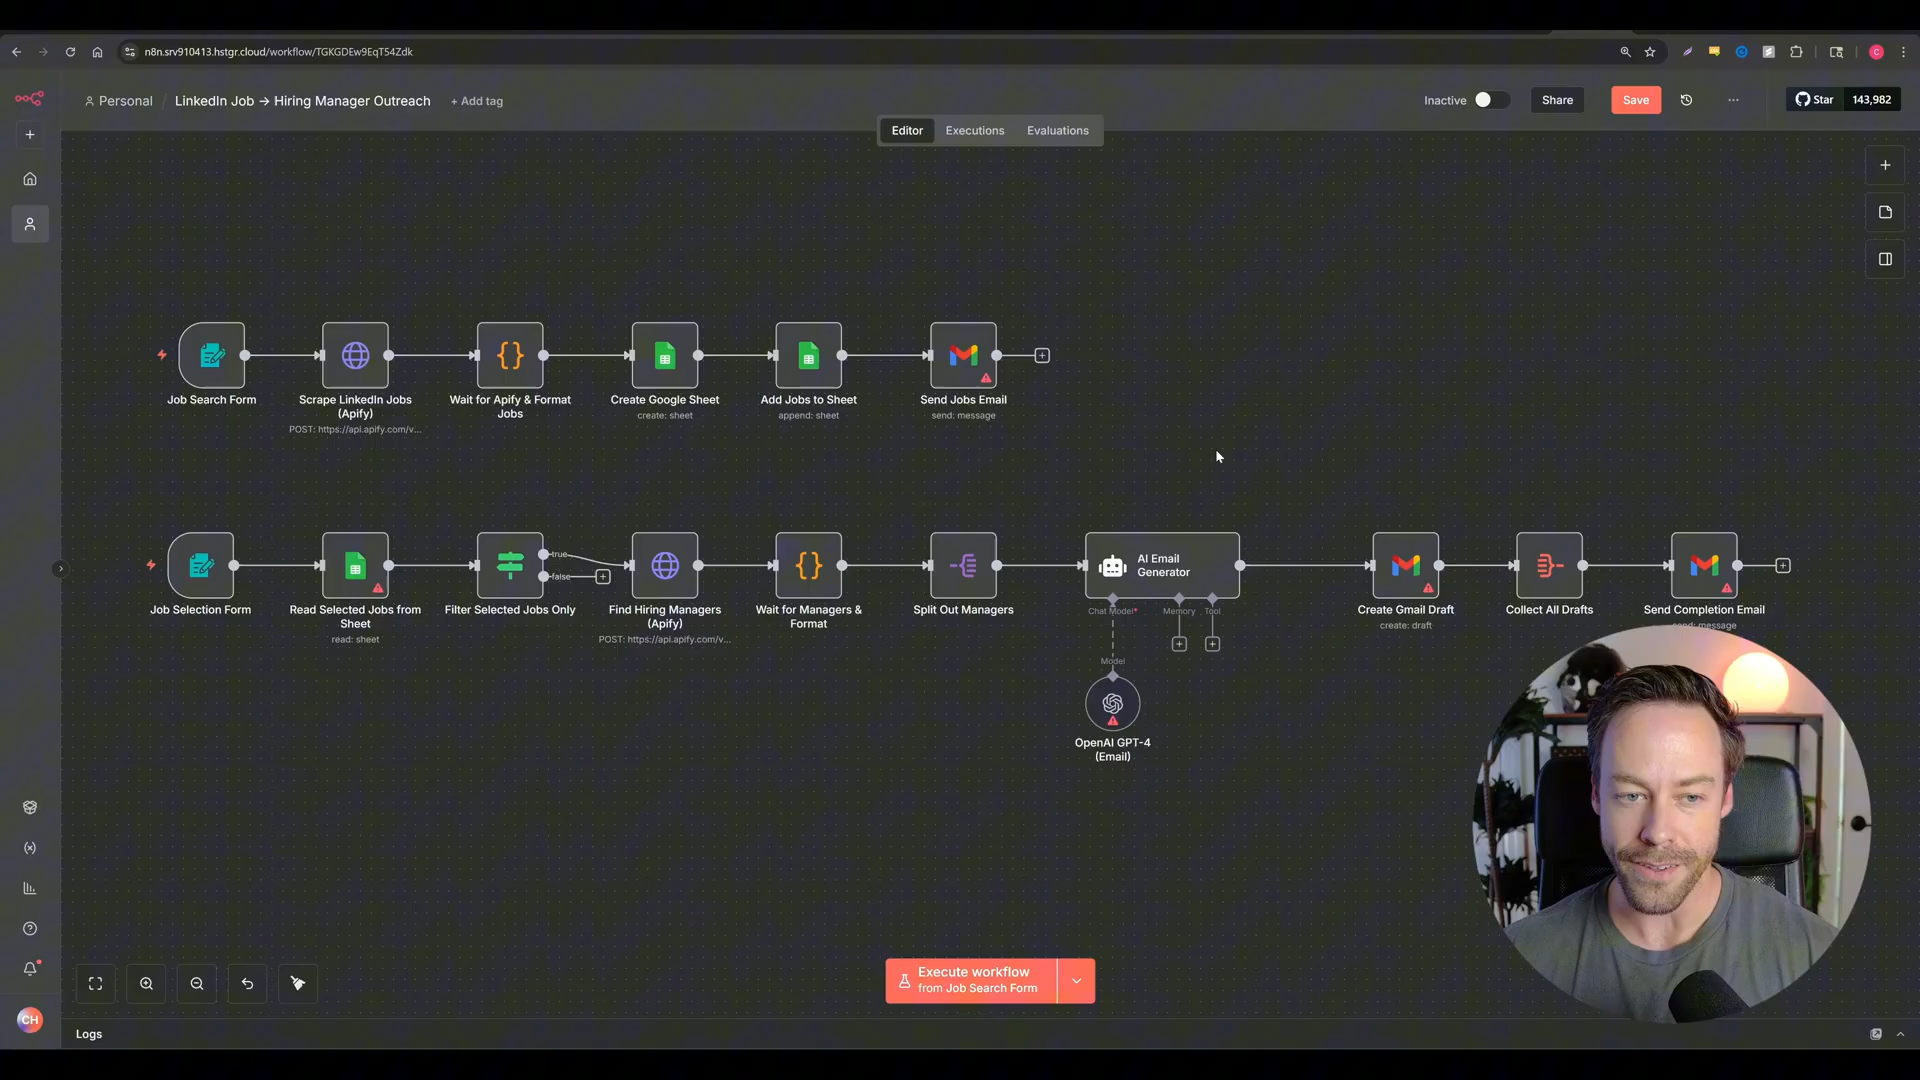 n8n.srv910413.hstgr.cloud/workflow/TGKGDEw9EqT54Zdk
Personal / LinkedIn Job → Hiring Manager Outreach + Add tag
Inactive
Share
Save
Star 143,982
Editor Executions Evaluations
Job Search Form
Scrape LinkedIn Jobs
(Apify)
POST: https://api.apify.com/v...
Wait for Apify & Format
Jobs
Create Google Sheet
create: sheet
Add Jobs to Sheet
append: sheet
Send Jobs Email
send: message
Job Selection Form
Read Selected Jobs from
Sheet
read: sheet
true
false
Filter Selected Jobs Only
Find Hiring Managers
(Apify)
POST: https://api.apify.com/v...
Wait for Managers &
Format
Split Out Managers
AI Email
Generator
Chat Model*
Memory
Tool
Model
OpenAI GPT-4
(Email)
Create Gmail Draft
create: draft
Collect All Drafts
Send Completion Email
send: message
Execute workflow
from Job Search Form
CH
Logs